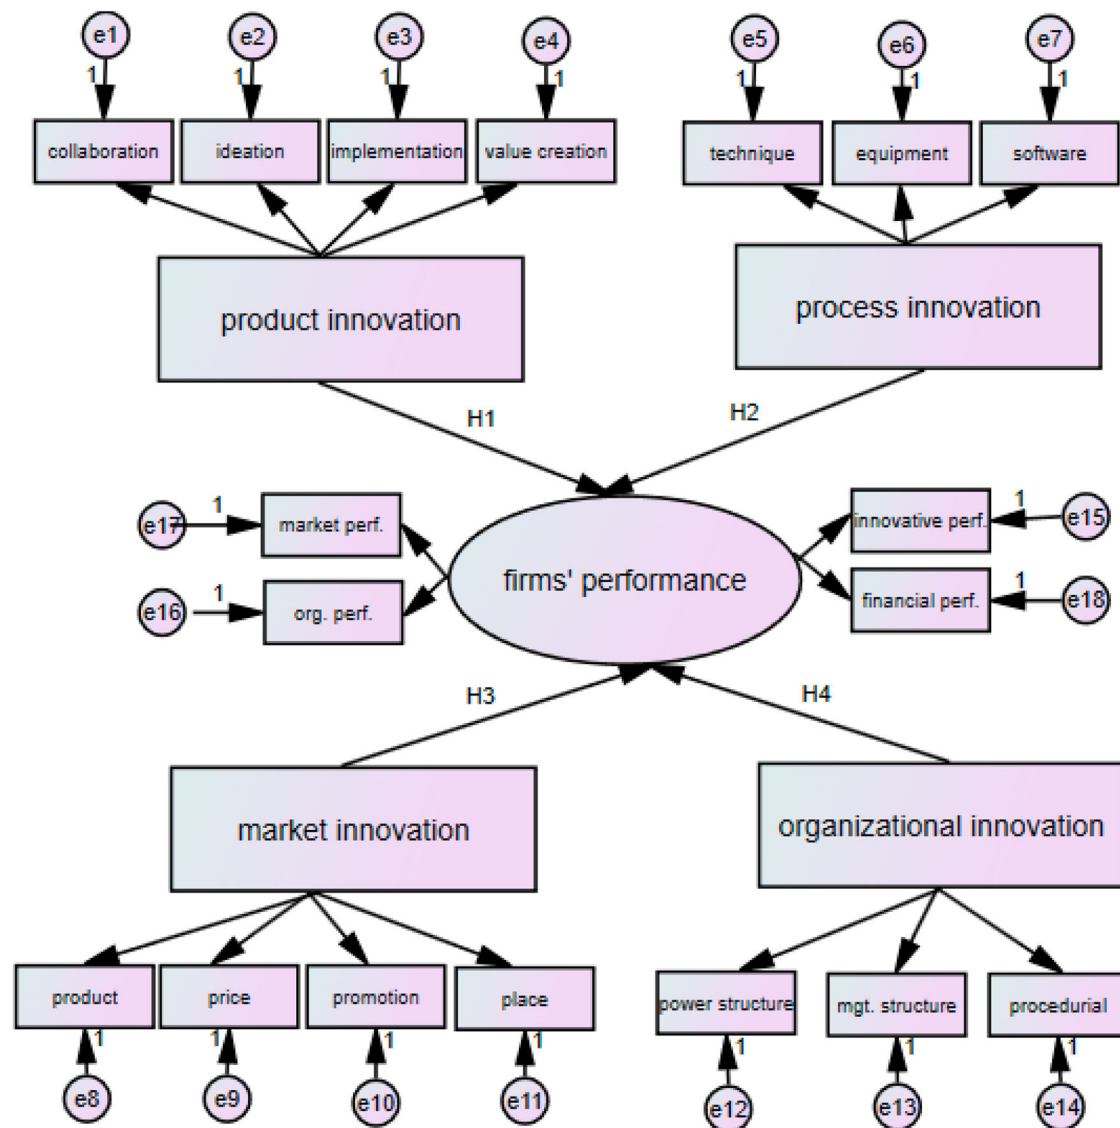 e1
e2
e3
e4
e5
e6
e7
1
1
1
1
1
1
1
collaboration
ideation
implementation
value creation
technique
equipment
software
product innovation
process innovation
H1
H2
e17
1
market perf.
innovative perf.
1
e15
firms' performance
e16
1
org. perf.
financial perf.
1
e18
H3
H4
market innovation
organizational innovation
product
price
promotion
place
power structure
mgt. structure
procedurial
1
1
1
1
1
1
1
e8
e9
e10
e11
e12
e13
e14